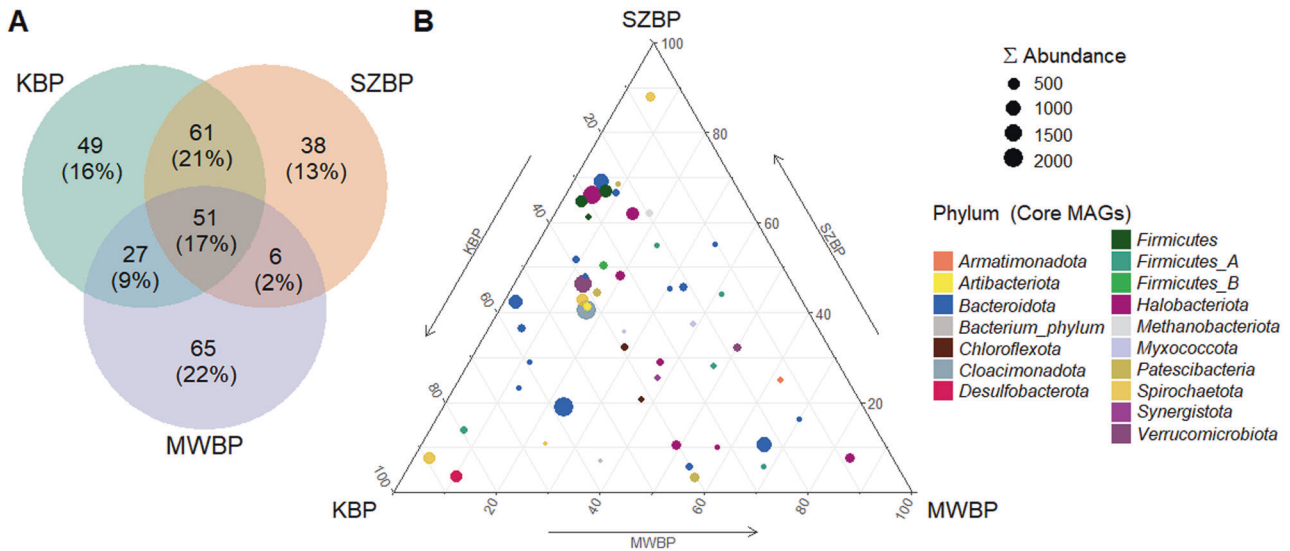 A
KBP
SZBP
49
(16%)
61
(21%)
38
(13%)
51
(17%)
27
(9%)
6
(2%)
65
(22%)
MWBP
B
SZBP
100
80
60
40
20
20
40
60
80
100
KBP
SZBP
KBP
MWBP
20
40
60
80
100
MWBP
Σ Abundance
500
1000
1500
2000
Phylum (Core MAGs)
Armatimonadota
Artibacteriota
Bacteroidota
Bacterium_phylum
Chloroflexota
Cloacimonadota
Desulfobacterota
Firmicutes
Firmicutes_A
Firmicutes_B
Halobacteriota
Methanobacteriota
Myxococcota
Patescibacteria
Spirochaetota
Synergistota
Verrucomicrobiota